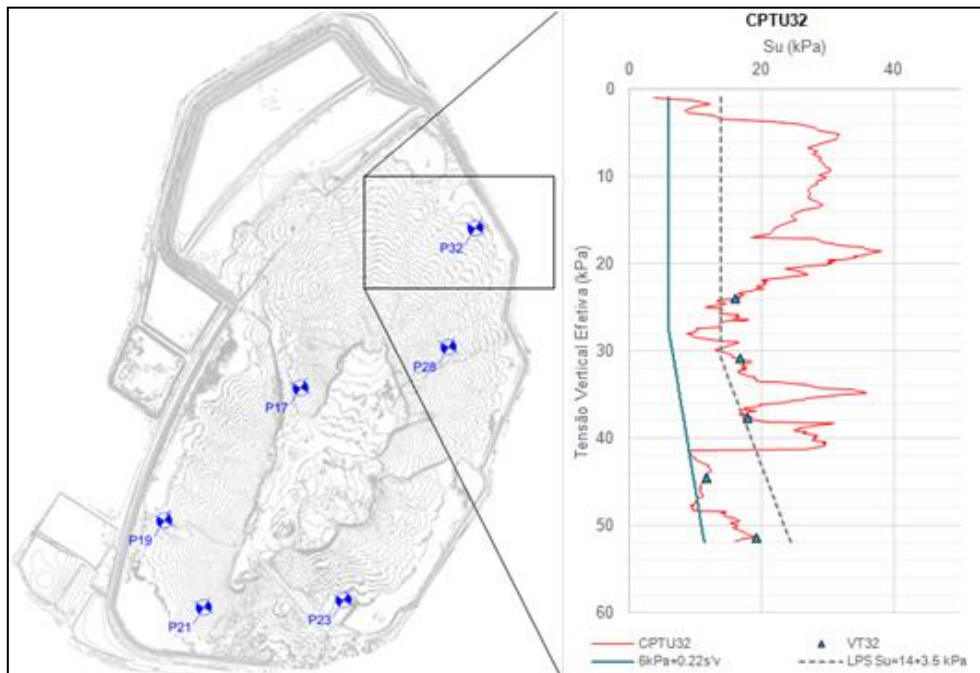 P32
P28
P17
P19
P21
P23
CPTU32
Su (kPa)
0 20 40
0
10
20
30
40
50
60
Tensão Vertical Efetiva (kPa)
CPTU32 VT32
6kPa+0.22s'v LPS Su=14+3.5 kPa